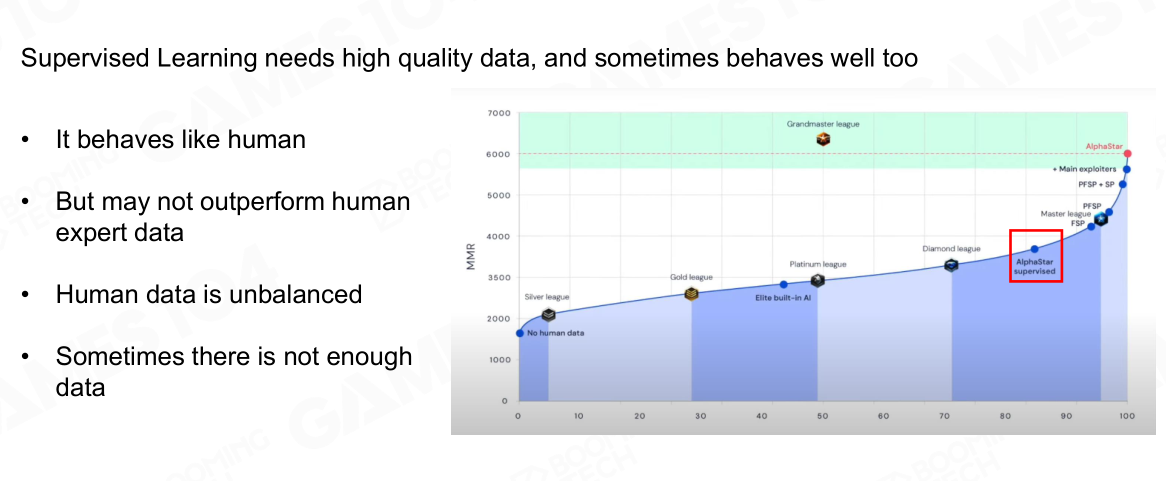 Supervised Learning needs high quality data, and sometimes behaves well too
• It behaves like human
• But may not outperform human
expert data
• Human data is unbalanced
• Sometimes there is not enough
data
7000
6000
5000
4000
3500
2000
1000
0
MMR
Grandmaster league
AlphaStar
+ Main exploiters
PFSP + SP
PFSP
Master league
FSP
Diamond league
AlphaStar
supervised
Platinum league
Gold league
Elite built-in AI
Silver league
No human data
0 10 20 30 40 50 60 70 80 90 100
GAMES104
BOOMING
TECH